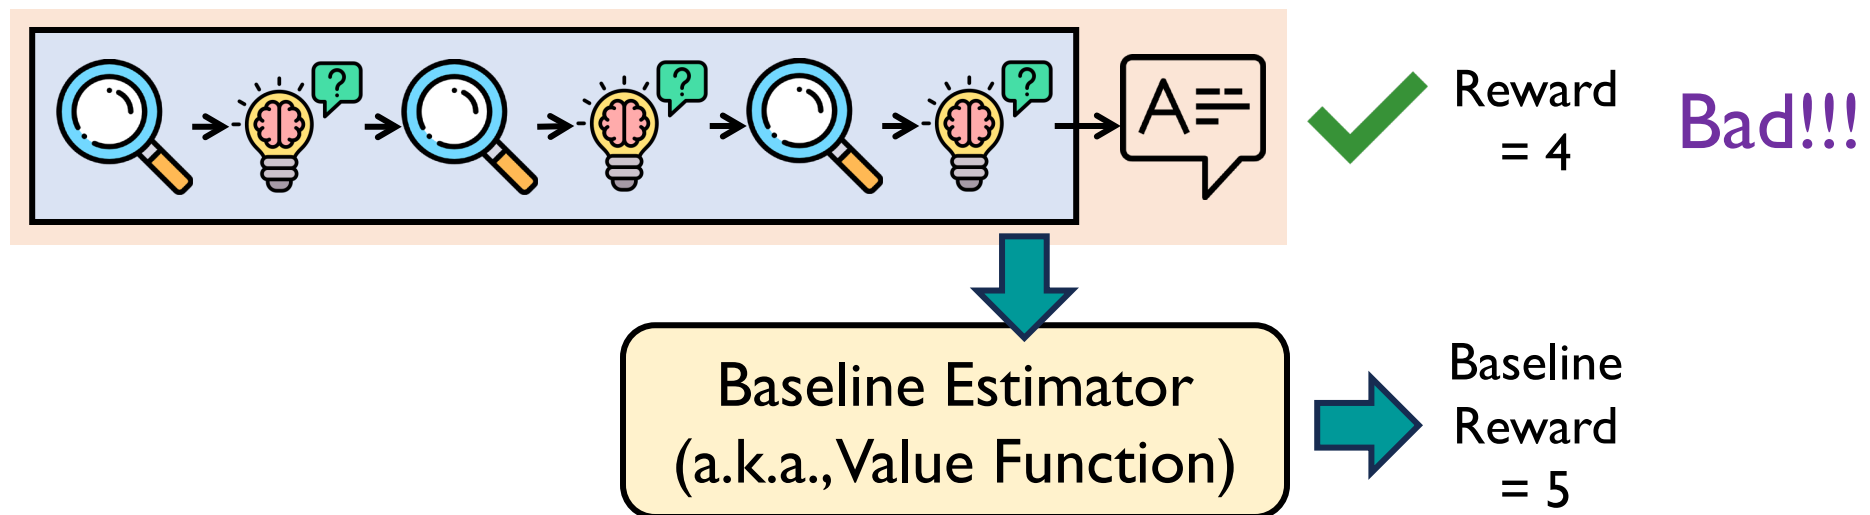 ?
?
?
A
Reward
= 4
Bad!!!
Baseline Estimator
(a.k.a., Value Function)
Baseline
Reward
= 5